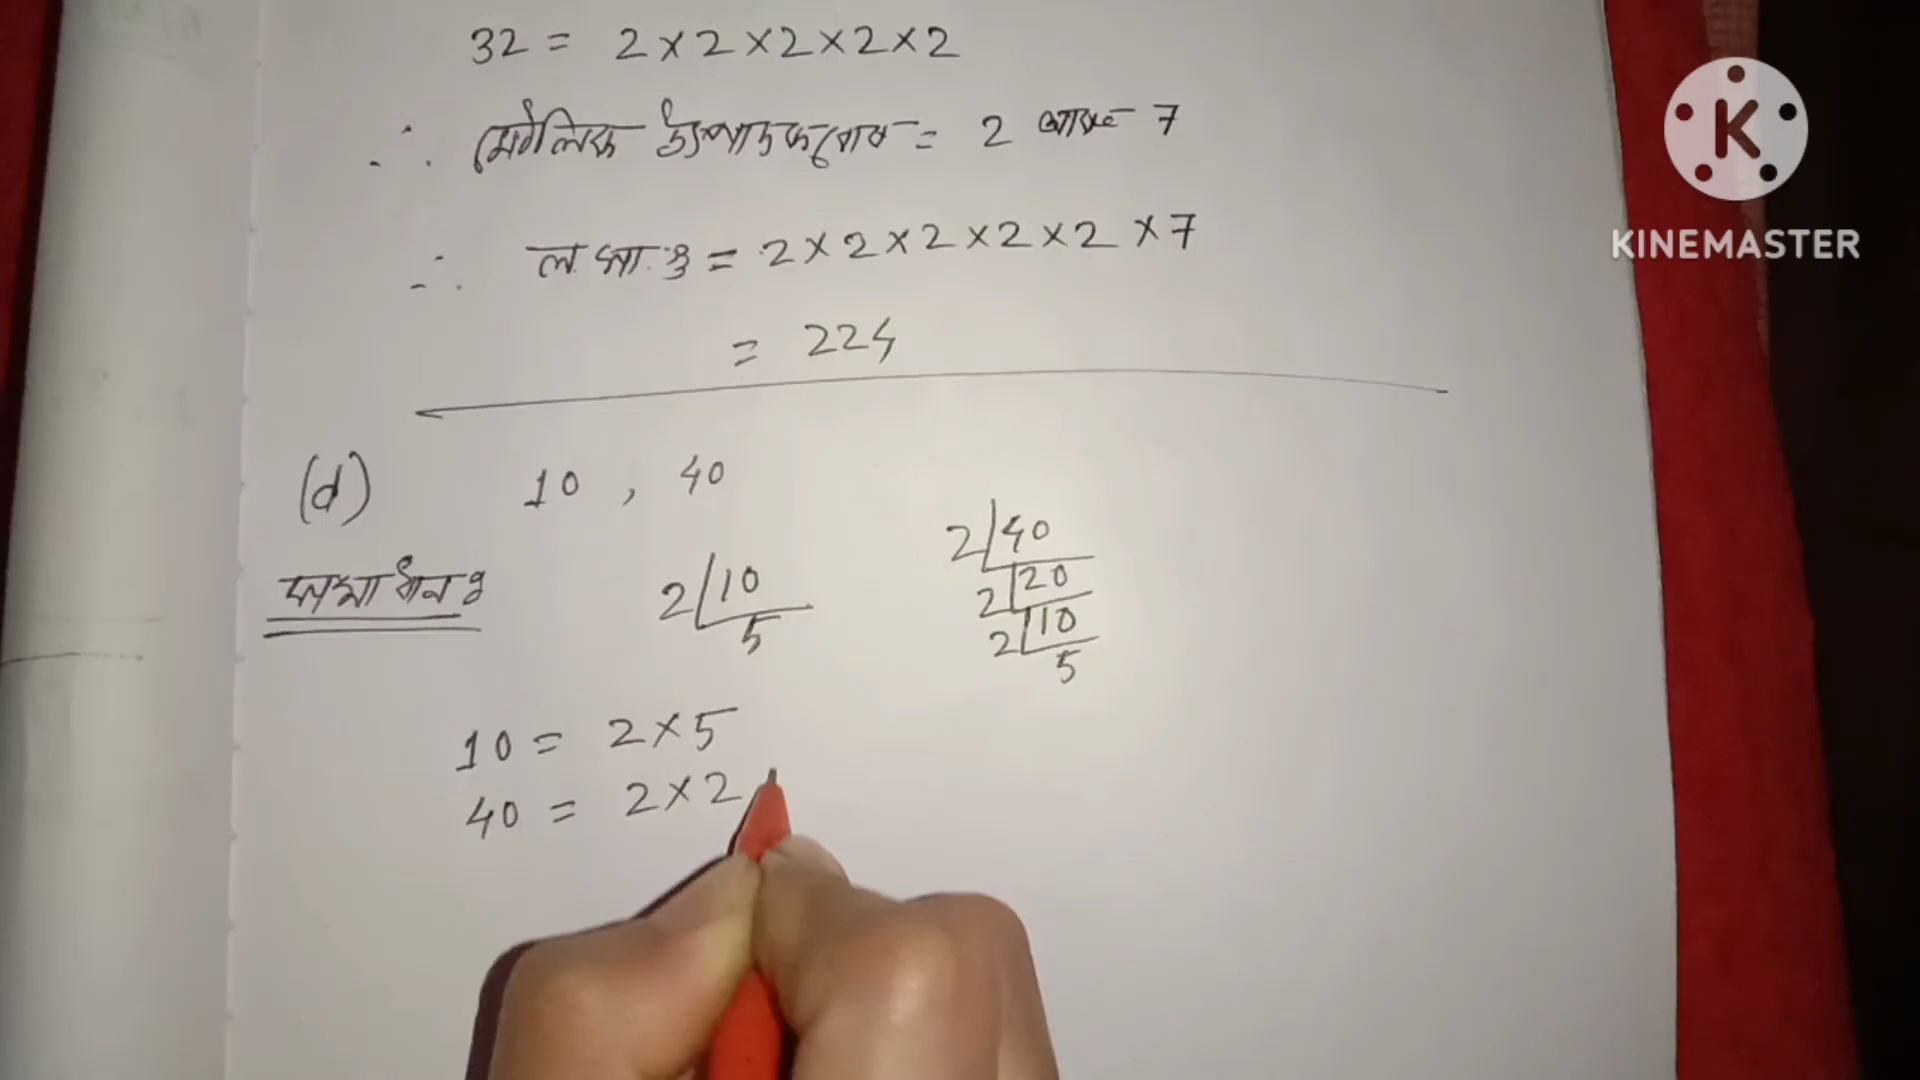 32 = 2×2×2×2×2
∴ মৌলিক উৎপাদকবোৰ = 2 আৰু 7
∴ ল.সা.গু = 2×2×2×2×2×7
= 224
(d) 10 , 40
সমাধানঃ
2 10
5
2 40
2 20
2 10
5
10 = 2×5
40 = 2×2
K
KINEMASTER